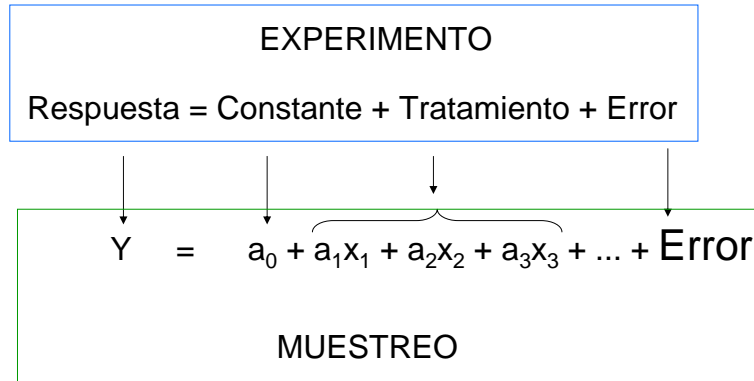 EXPERIMENTO
Respuesta = Constante + Tratamiento + Error
Y = a₀ + a₁x₁ + a₂x₂ + a₃x₃ + ... + Error
MUESTREO